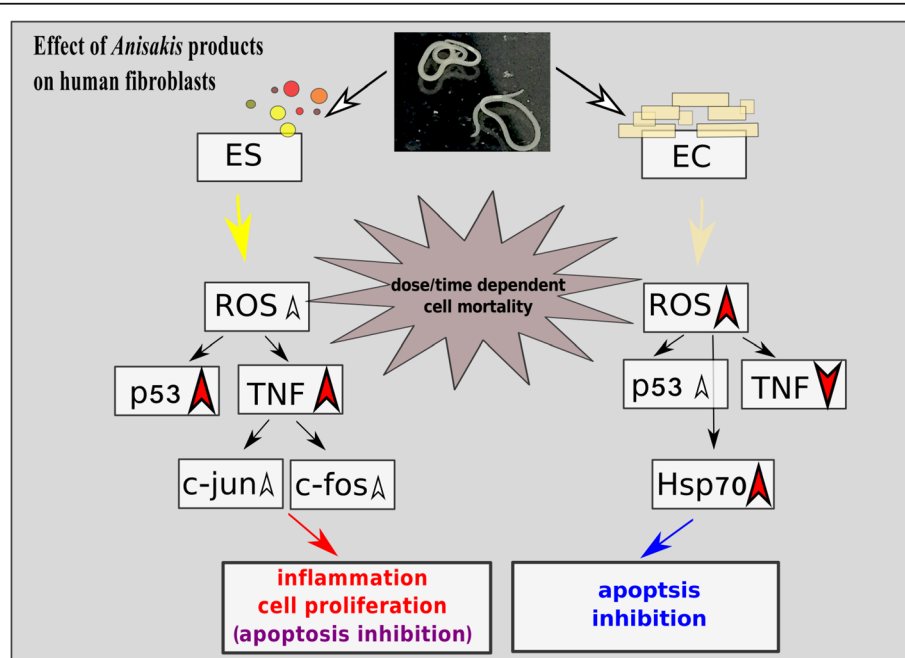 Effect of Anisakis products
on human fibroblasts
ES
EC
dose/time dependent
cell mortality
ROS
ROS
p53
TNF
p53
TNF
c-jun
c-fos
Hsp70
inflammation
cell proliferation
(apoptosis inhibition)
apoptsis
inhibition